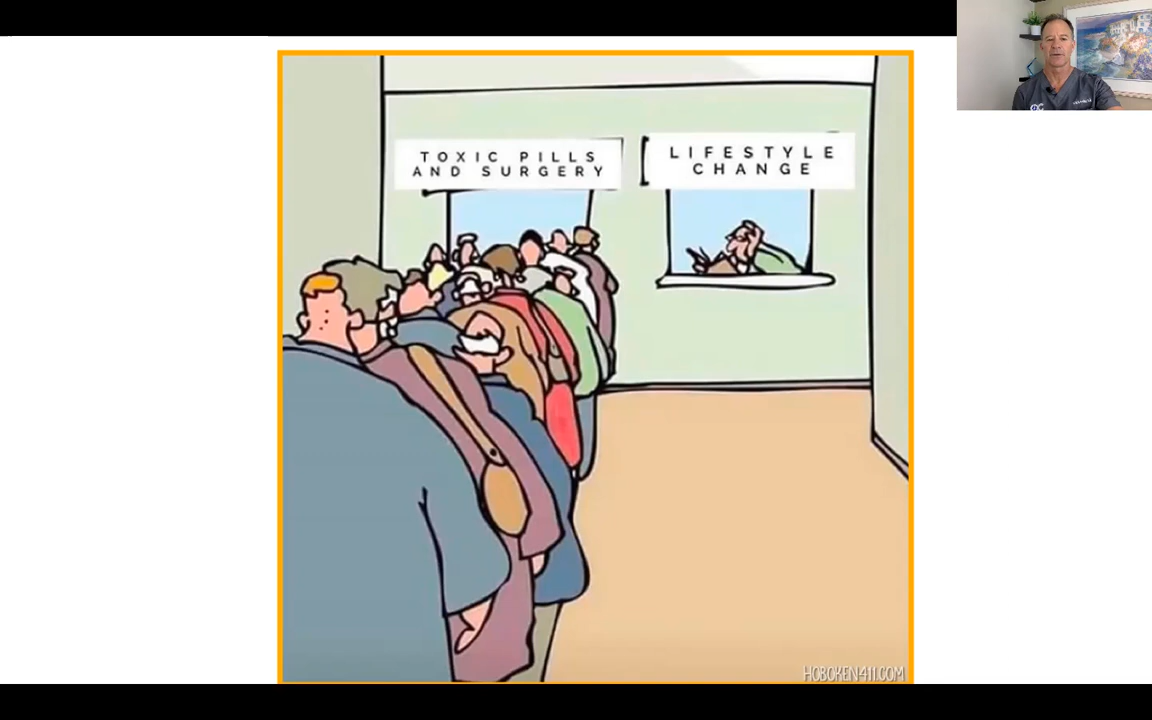 TOXIC PILLS
AND SURGERY
LIFESTYLE
CHANGE
HOBOKEN411.COM